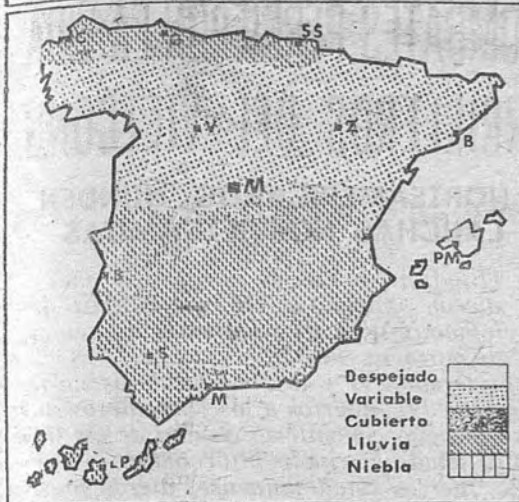 C
O
SS
V
Z
B
M
PM
B
S
M
LP
Despejado
Variable
Cubierto
Lluvia
Niebla